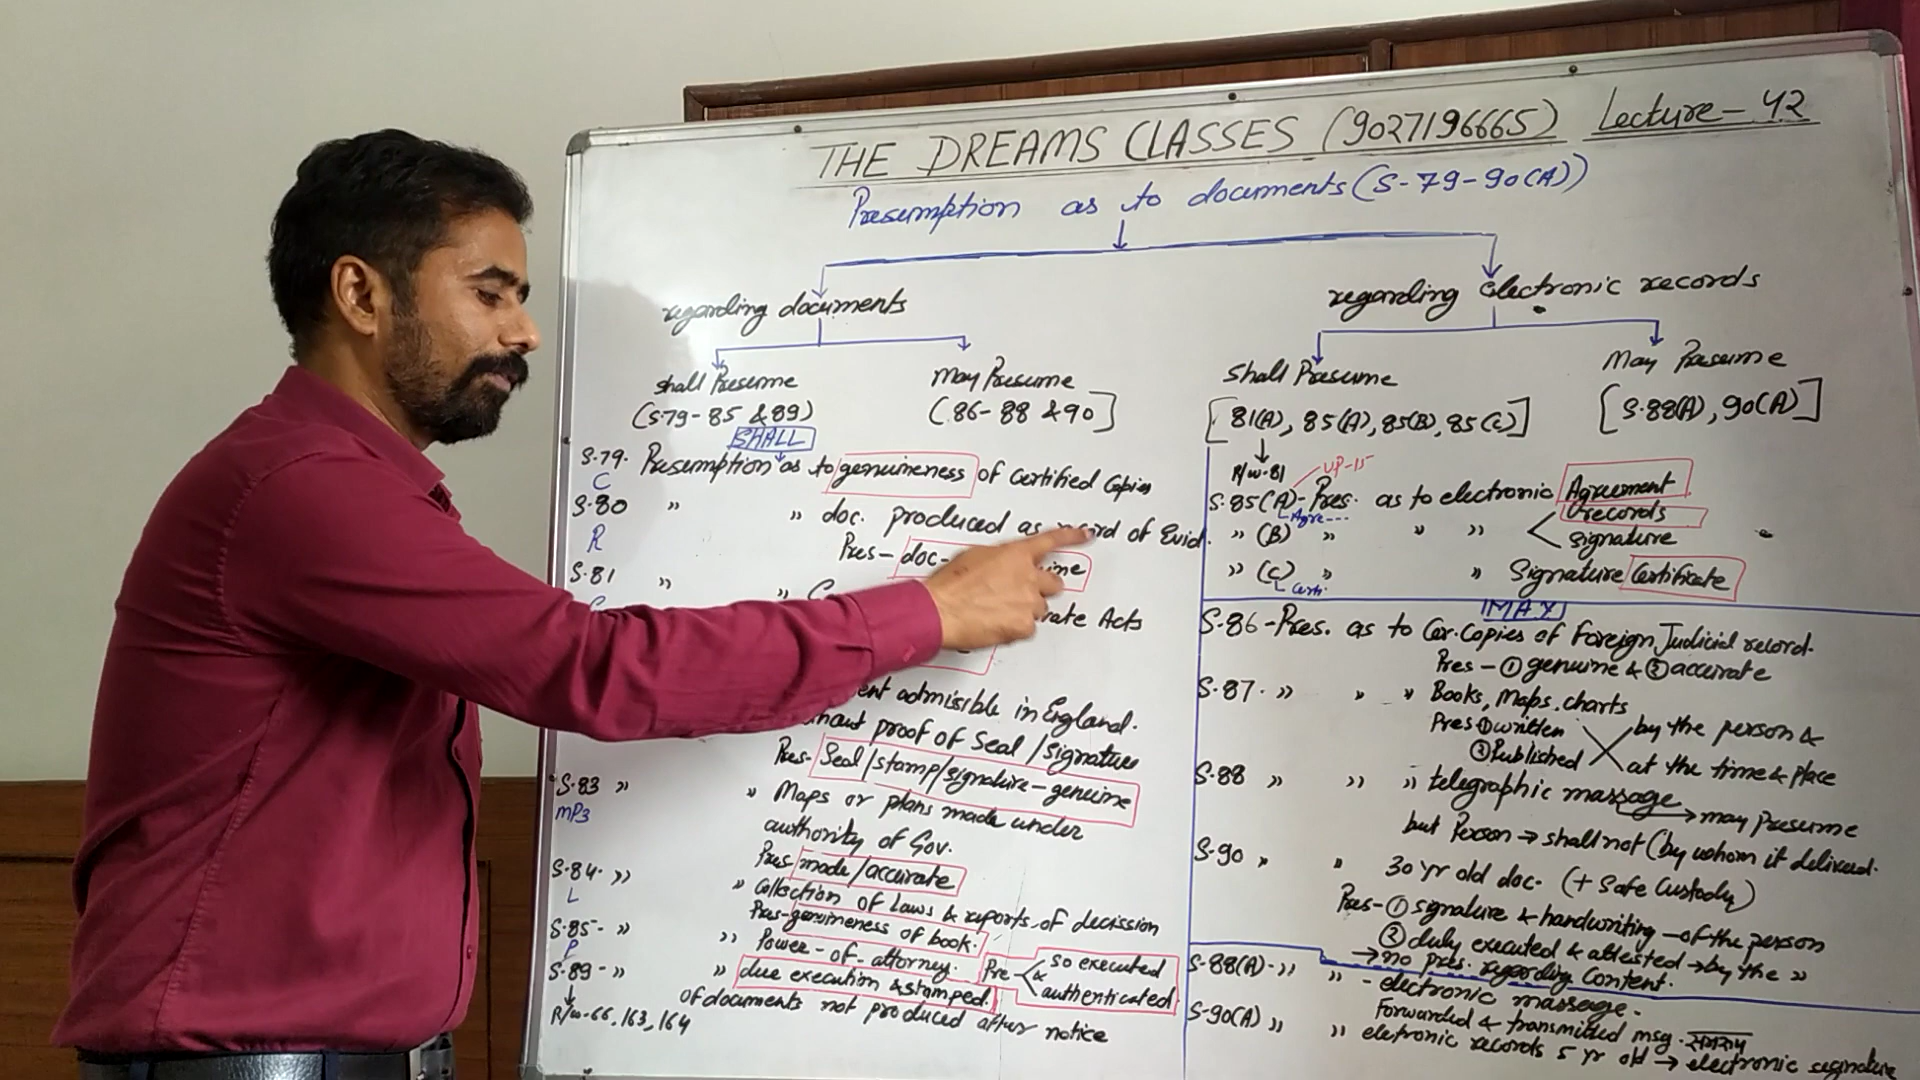 THE DREAMS CLASSES (9027196665) Lecture-42
Presumption as to documents (S-79-90(A))
regarding documents
regarding electronic records
shall Presume
May Presume
shall Presume
May Presume
(S.79-85 & 89)
(86-88 & 90]
[81(A), 85(A), 85(B), 85(C)]
[S.88(A), 90(A)]
SHALL
S.79. Presumption as to genuineness of Certified Copies
C
S.80 " " doc. produced as record of Evid.
R
Pres- doc-
S.81 " "
rate Acts
ent admissible in England.
proof of Seal/Signature
Pres- Seal/stamp/signature-genuine
S.83 " " Maps or plans made under
MP3
authority of Gov.
Pres made/accurate
S.84. " " Collection of Laws & reports of decission
L
Pres-genuineness of book.
S.85- " " Power-of-attorney. Pre- so executed & authenticated
P
S.89- " " due execution & stamped.
of documents not produced after notice
R/w-66, 163, 164
R/w-81
UP-15
S.85(A)- Pres. as to electronic Agreement
Agre---
" (B) " " " records
signature
" (C) " " Signature Certificate
Certi.
MAY
S.86-Pres. as to Cer.Copies of Foreign Judicial record.
Pres - ① genuine & ② accurate
S.87. " " " Books, Maps, charts
Pres ① written by the person &
② Published at the time & place
S.88 " " " telegraphic massage → may presume
but Person → shall not (by whom it delivered.
S.90 " " 30 yr old doc. (+ Safe Custody)
Pres- ① signature & handwriting - of the person
② duly executed & attested → by the "
→ no pres. regarding Content.
S.88(A)- " " - electronic massage.
Forwarded & transmitted msg.
S.90(A) " " electronic records 5 yr old → electronic signature